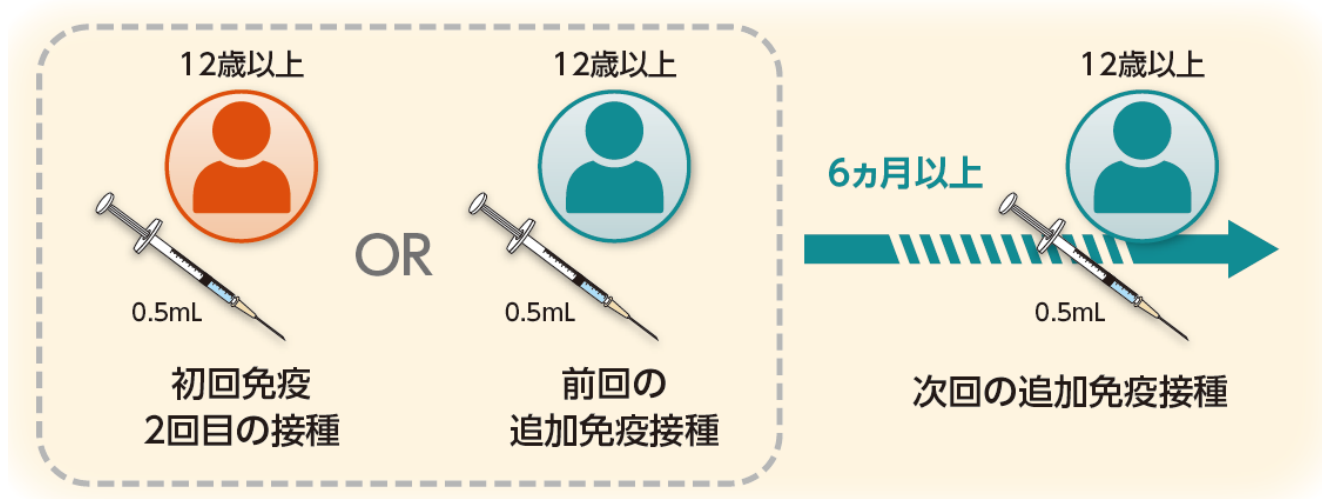 12歳以上
0.5mL
初回免疫
2回目の接種
OR
12歳以上
0.5mL
前回の
追加免疫接種
6ヵ月以上
12歳以上
0.5mL
次回の追加免疫接種